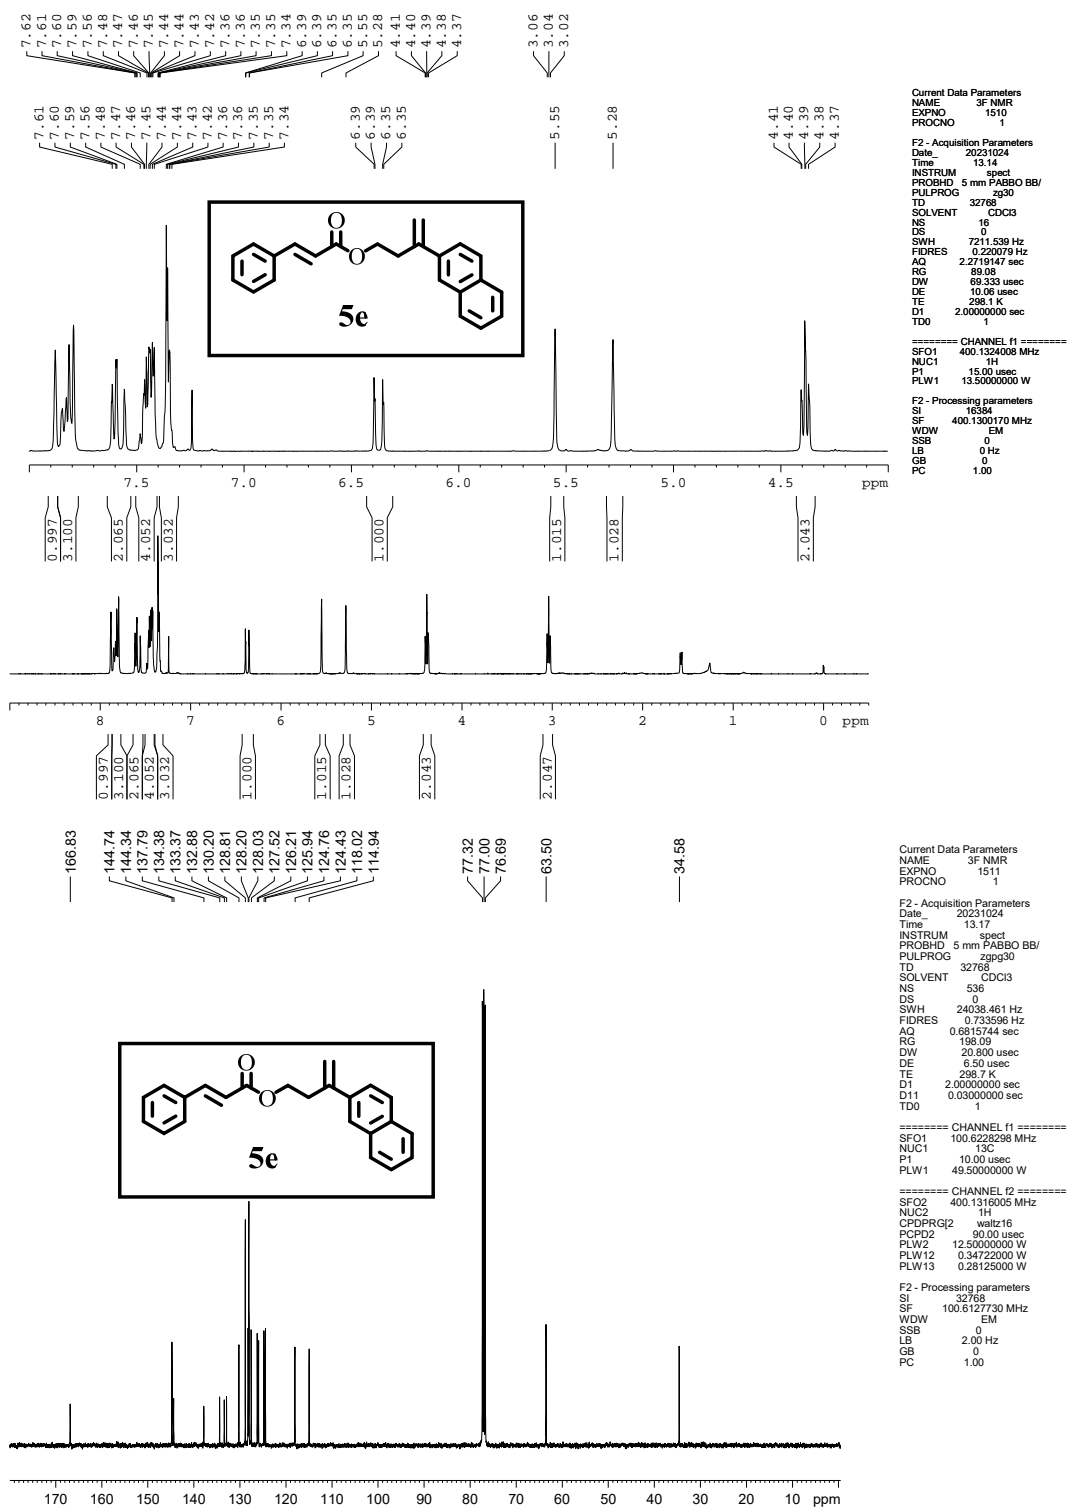 7.62 7.61 7.60 7.59 7.56 7.48 7.47 7.46 7.45 7.44 7.44 7.43 7.42 7.36 7.36 7.35 7.35 7.34 6.39 6.39 6.35 6.35 5.55 5.28 4.41 4.40 4.39 4.38 4.37 3.06 3.04 3.02
7.61 7.60 7.59 7.56 7.48 7.47 7.46 7.45 7.44 7.44 7.43 7.42 7.36 7.36 7.35 7.35 7.34 6.39 6.39 6.35 6.35 5.55 5.28 4.41 4.40 4.39 4.38 4.37
O
O
5e
7.5 7.0 6.5 6.0 5.5 5.0 4.5 ppm
0.997 3.100 2.065 4.052 3.032 1.000 1.015 1.028 2.043
8 7 6 5 4 3 2 1 0 ppm
0.997 3.100 2.065 4.052 3.032 1.000 1.015 1.028 2.043 2.047
Current Data Parameters
NAME 3F NMR
EXPNO 1510
PROCNO 1
F2 - Acquisition Parameters
Date_ 20231024
Time 13.14
INSTRUM spect
PROBHD 5 mm PABBO BB/
PULPROG zg30
TD 32768
SOLVENT CDCl3
NS 16
DS 0
SWH 7211.539 Hz
FIDRES 0.220079 Hz
AQ 2.2719147 sec
RG 89.08
DW 69.333 usec
DE 10.06 usec
TE 298.1 K
D1 2.00000000 sec
TD0 1
======== CHANNEL f1 ========
SFO1 400.1324008 MHz
NUC1 1H
P1 15.00 usec
PLW1 13.50000000 W
F2 - Processing parameters
SI 16384
SF 400.1300170 MHz
WDW EM
SSB 0
LB 0 Hz
GB 0
PC 1.00
166.83 144.74 144.34 137.79 134.38 133.37 132.88 130.20 128.81 128.20 128.03 127.52 126.21 125.94 124.76 124.43 118.02 114.94 77.32 77.00 76.69 63.50 34.58
O
O
5e
170 160 150 140 130 120 110 100 90 80 70 60 50 40 30 20 10 ppm
Current Data Parameters
NAME 3F NMR
EXPNO 1511
PROCNO 1
F2 - Acquisition Parameters
Date_ 20231024
Time 13.17
INSTRUM spect
PROBHD 5 mm PABBO BB/
PULPROG zgpg30
TD 32768
SOLVENT CDCl3
NS 536
DS 0
SWH 24038.461 Hz
FIDRES 0.733596 Hz
AQ 0.6815744 sec
RG 198.09
DW 20.800 usec
DE 6.50 usec
TE 298.7 K
D1 2.00000000 sec
D11 0.03000000 sec
TD0 1
======== CHANNEL f1 ========
SFO1 100.6228298 MHz
NUC1 13C
P1 10.00 usec
PLW1 49.50000000 W
======== CHANNEL f2 ========
SFO2 400.1316005 MHz
NUC2 1H
CPDPRG[2 waltz16
PCPD2 90.00 usec
PLW2 12.50000000 W
PLW12 0.34722000 W
PLW13 0.28125000 W
F2 - Processing parameters
SI 32768
SF 100.6127730 MHz
WDW EM
SSB 0
LB 2.00 Hz
GB 0
PC 1.00